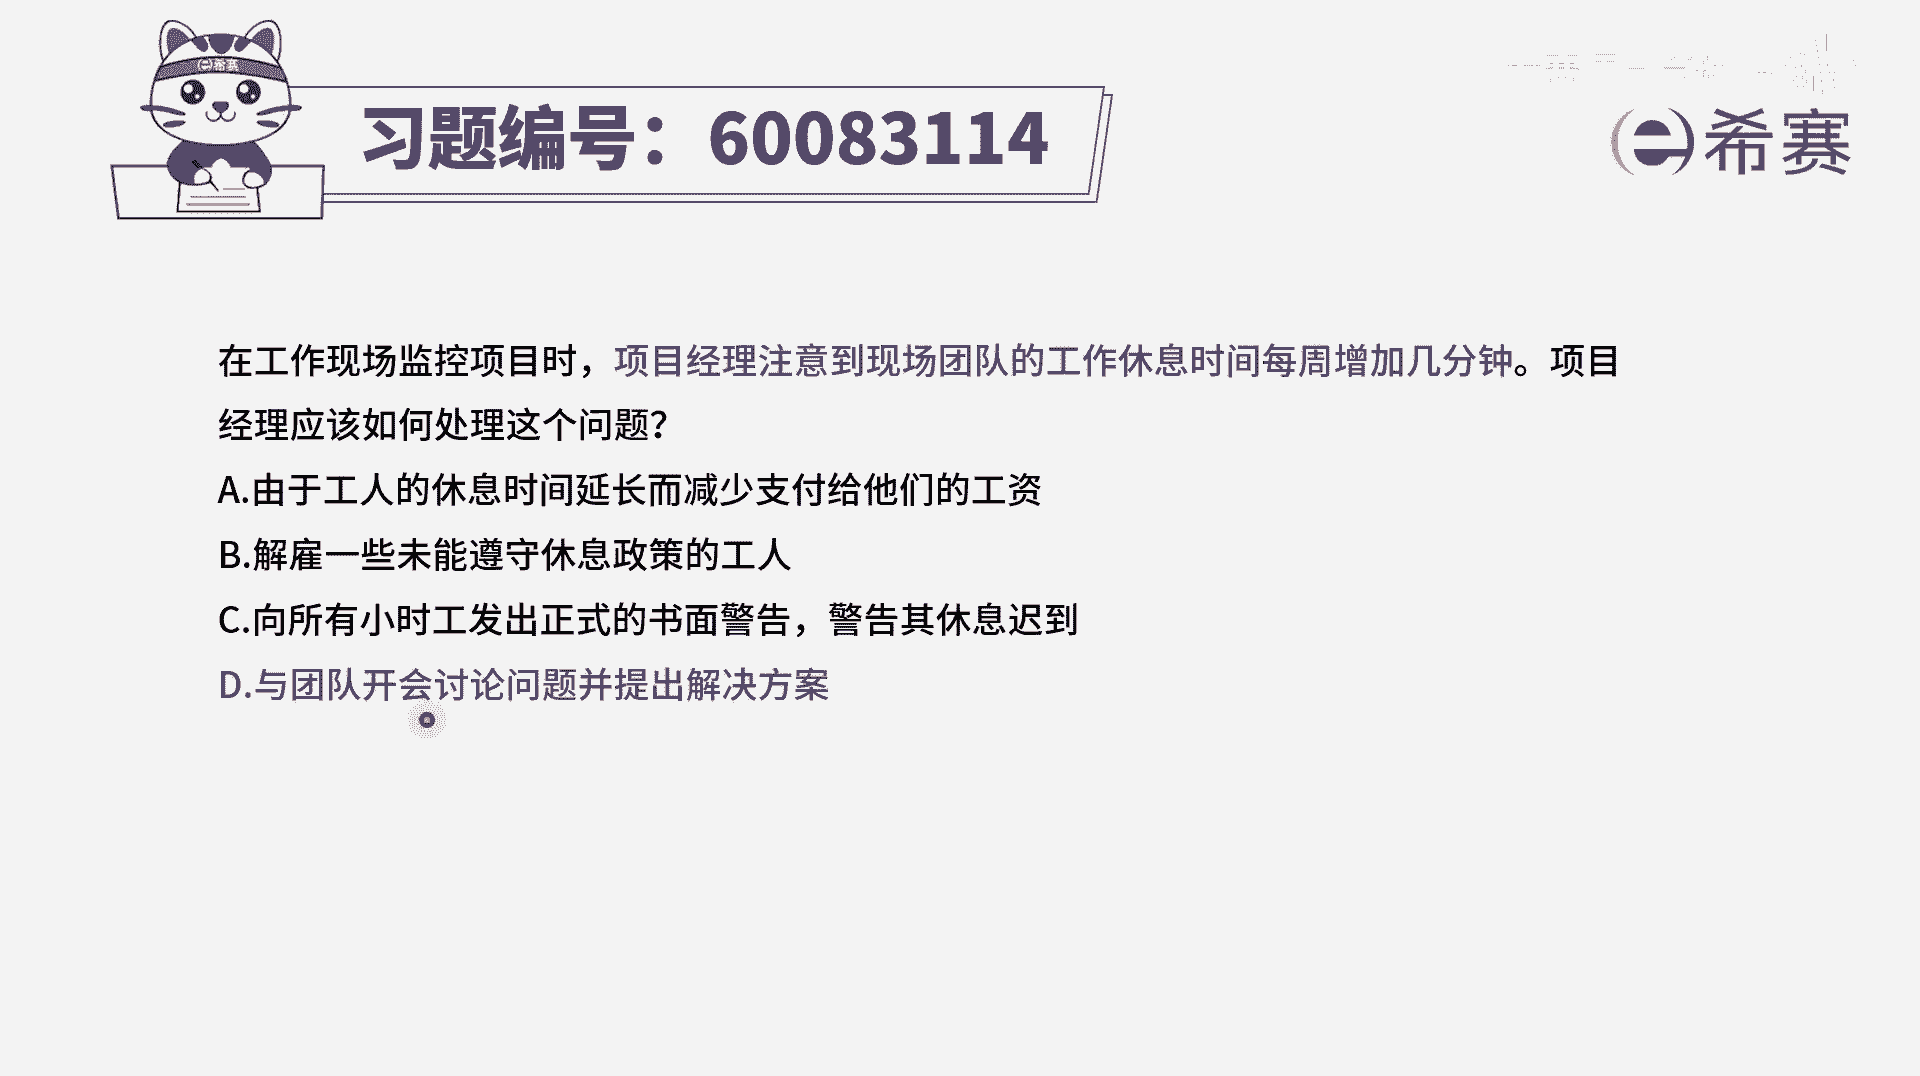 希赛
习题编号：60083114
希赛
在工作现场监控项目时，项目经理注意到现场团队的工作休息时间每周增加几分钟。项目
经理应该如何处理这个问题？
A.由于工人的休息时间延长而减少支付给他们的工资
B.解雇一些未能遵守休息政策的工人
C.向所有小时工发出正式的书面警告，警告其休息迟到
D.与团队开会讨论问题并提出解决方案